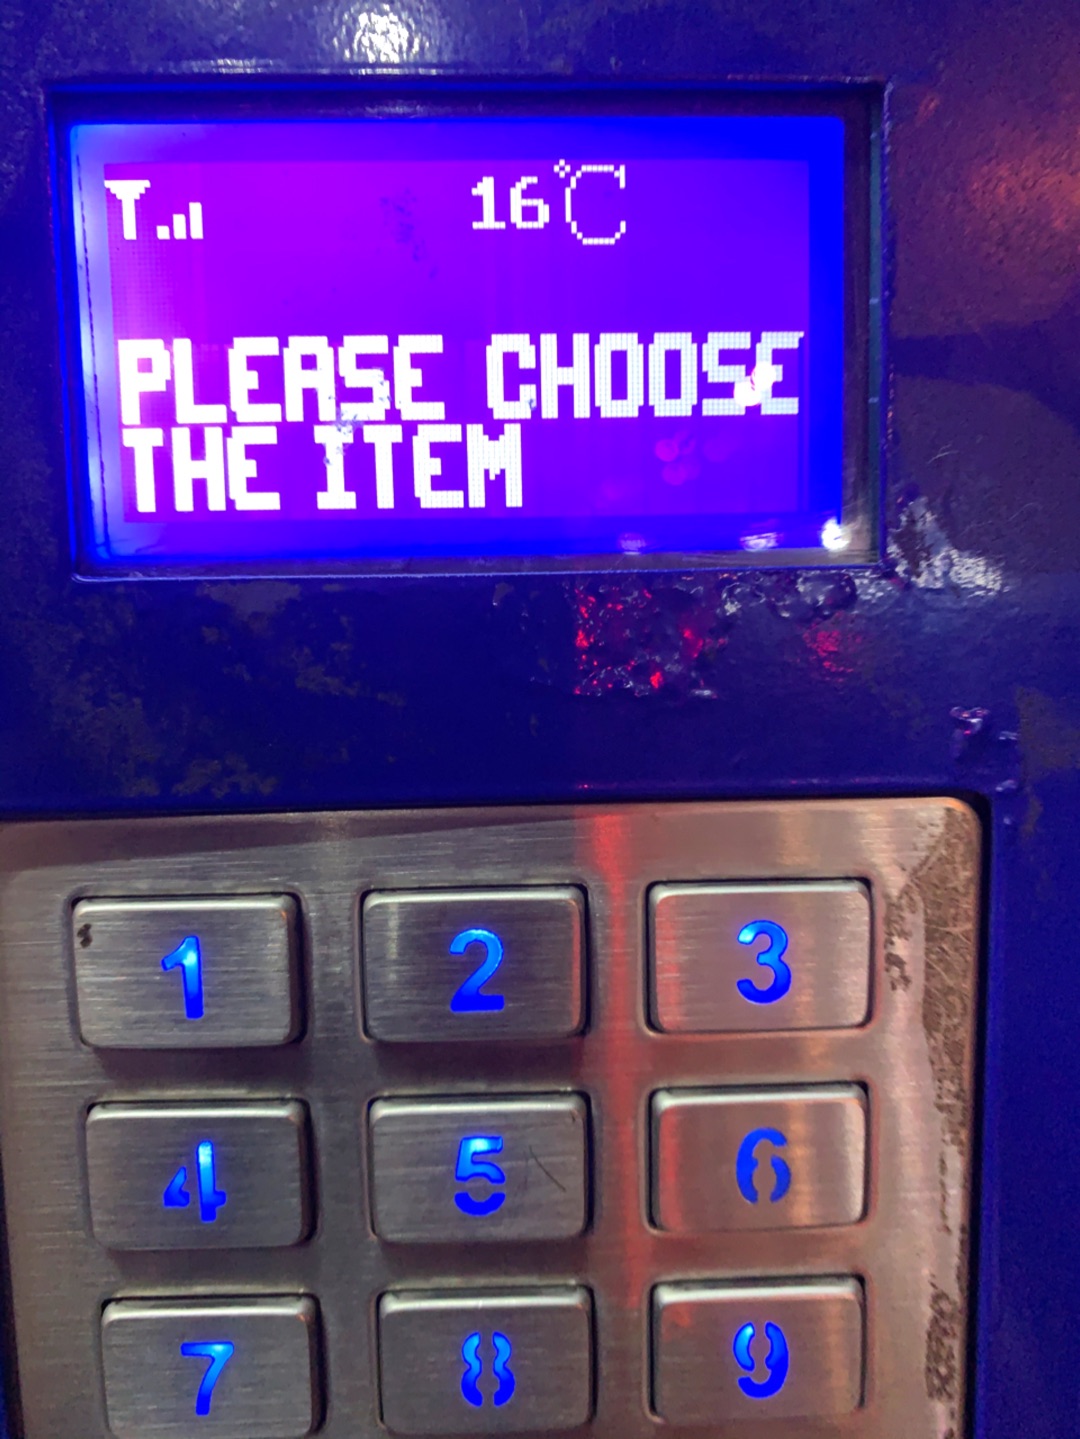 16°C
PLEASE CHOOSE
THE ITEM
1 2 3
4 5 6
7 8 9